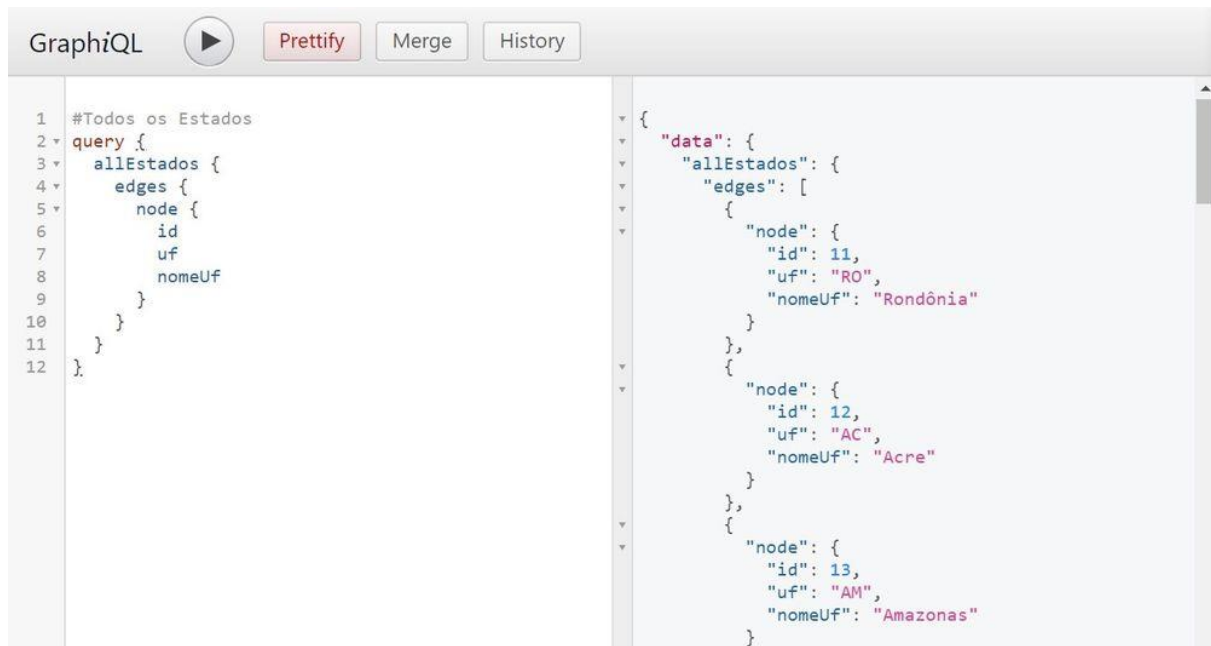 GraphiQL Prettify Merge History
1 #Todos os Estados
2 query {
3 allEstados {
4 edges {
5 node {
6 id
7 uf
8 nomeUf
9 }
10 }
11 }
12 }
{
"data": {
"allEstados": {
"edges": [
{
"node": {
"id": 11,
"uf": "RO",
"nomeUf": "Rondônia"
}
},
{
"node": {
"id": 12,
"uf": "AC",
"nomeUf": "Acre"
}
},
{
"node": {
"id": 13,
"uf": "AM",
"nomeUf": "Amazonas"
}